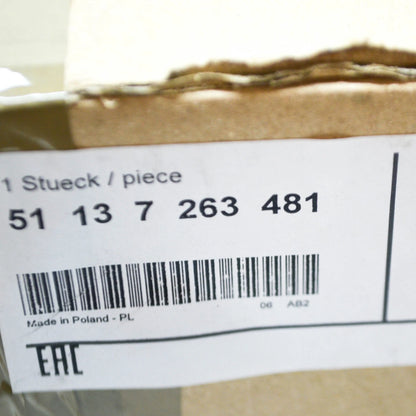 1 Stueck / piece
51 13 7 263 481
06 AB2
Made in Poland - PL
EAC